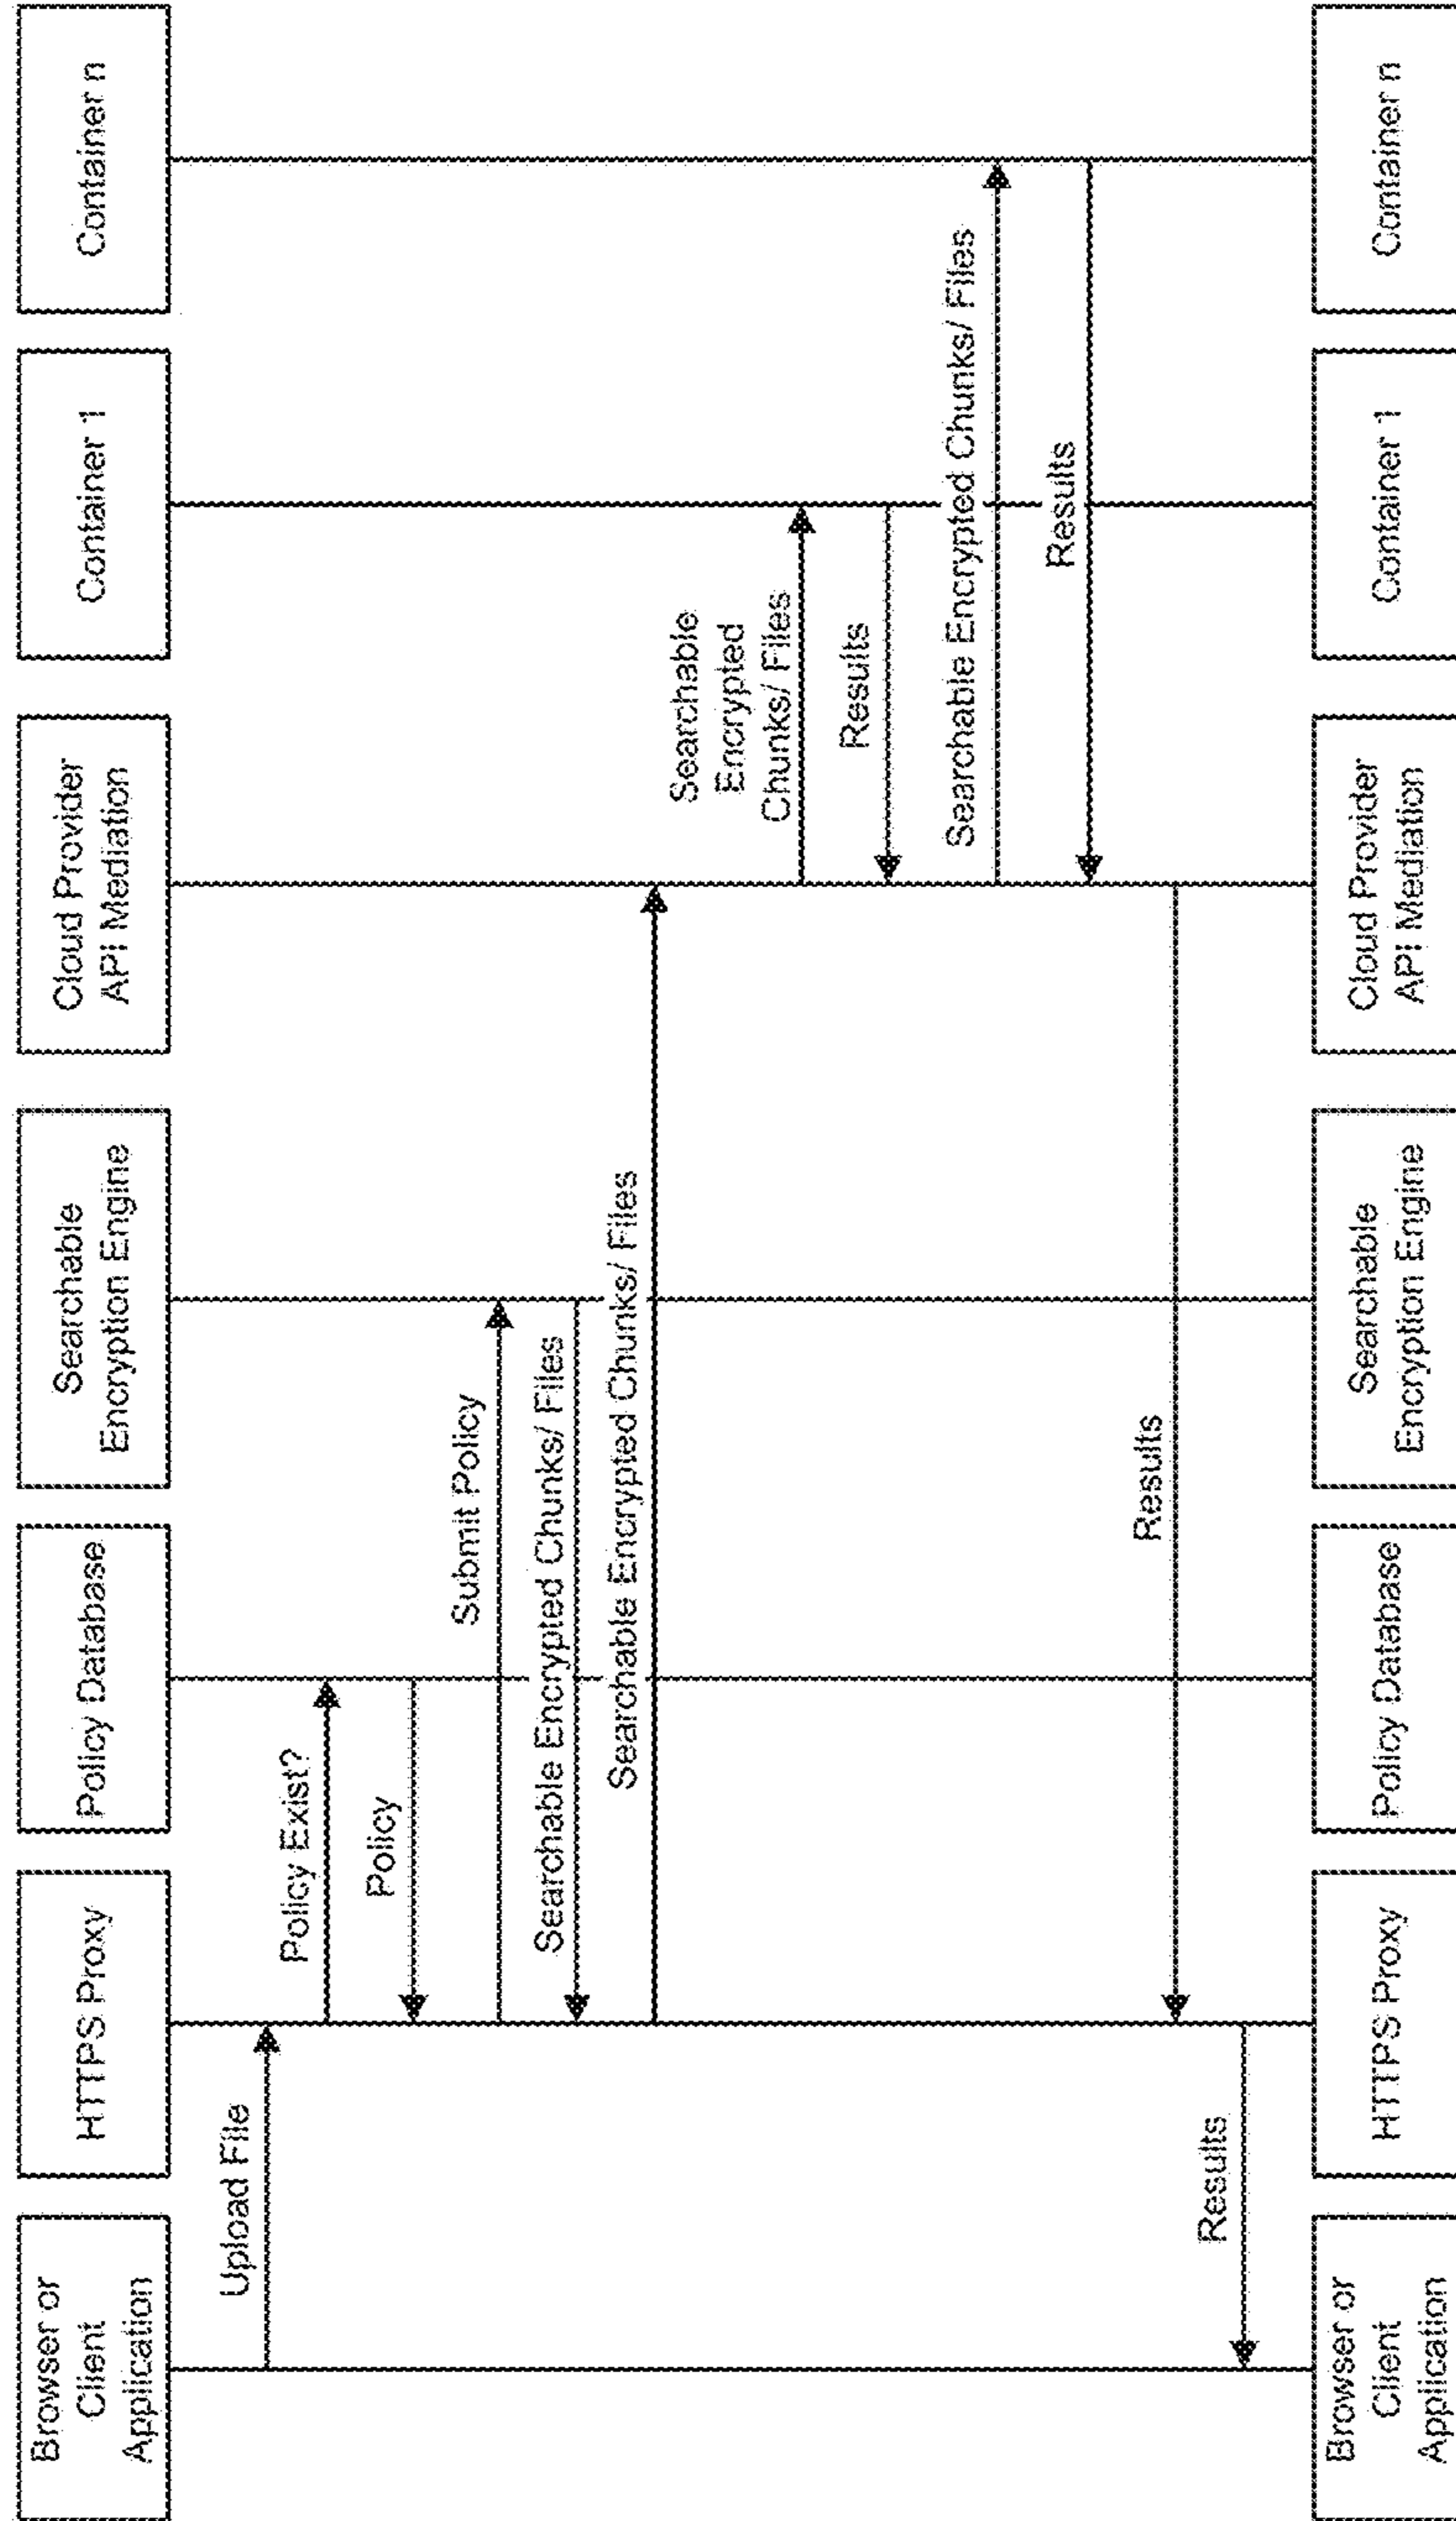 Browser or
Client
Application
HTTPS Proxy
Policy Database
Searchable
Encryption Engine
Cloud Provider
API Mediation
Container 1
Container n
Upload File
Policy Exist?
Policy
Submit Policy
Searchable Encrypted Chunks/ Files
Searchable Encrypted Chunks/ Files
Searchable
Encrypted
Chunks/ Files
Results
Searchable Encrypted Chunks/ Files
Results
Results
Results
Browser or
Client
Application
HTTPS Proxy
Policy Database
Searchable
Encryption Engine
Cloud Provider
API Mediation
Container 1
Container n